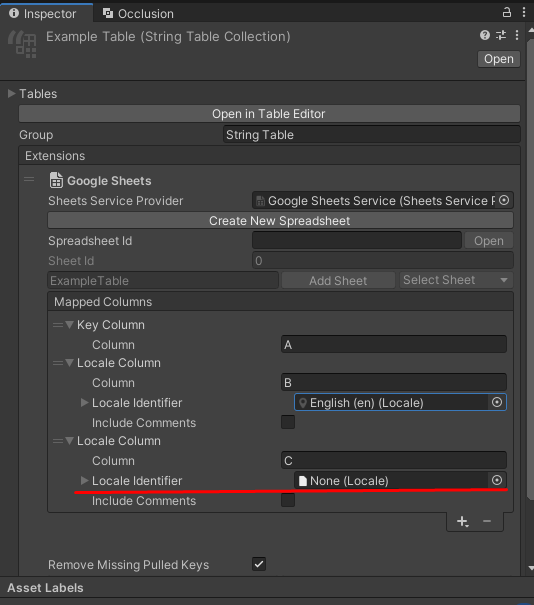 Inspector
Occlusion
Example Table (String Table Collection)
Open
Tables
Open in Table Editor
Group String Table
Extensions
Google Sheets
Sheets Service Provider Google Sheets Service (Sheets Service P
Create New Spreadsheet
Spreadsheet Id Open
Sheet Id 0
ExampleTable Add Sheet Select Sheet
Mapped Columns
Key Column
Column A
Locale Column
Column B
Locale Identifier English (en) (Locale)
Include Comments
Locale Column
Column C
Locale Identifier None (Locale)
Include Comments
Remove Missing Pulled Keys
Asset Labels